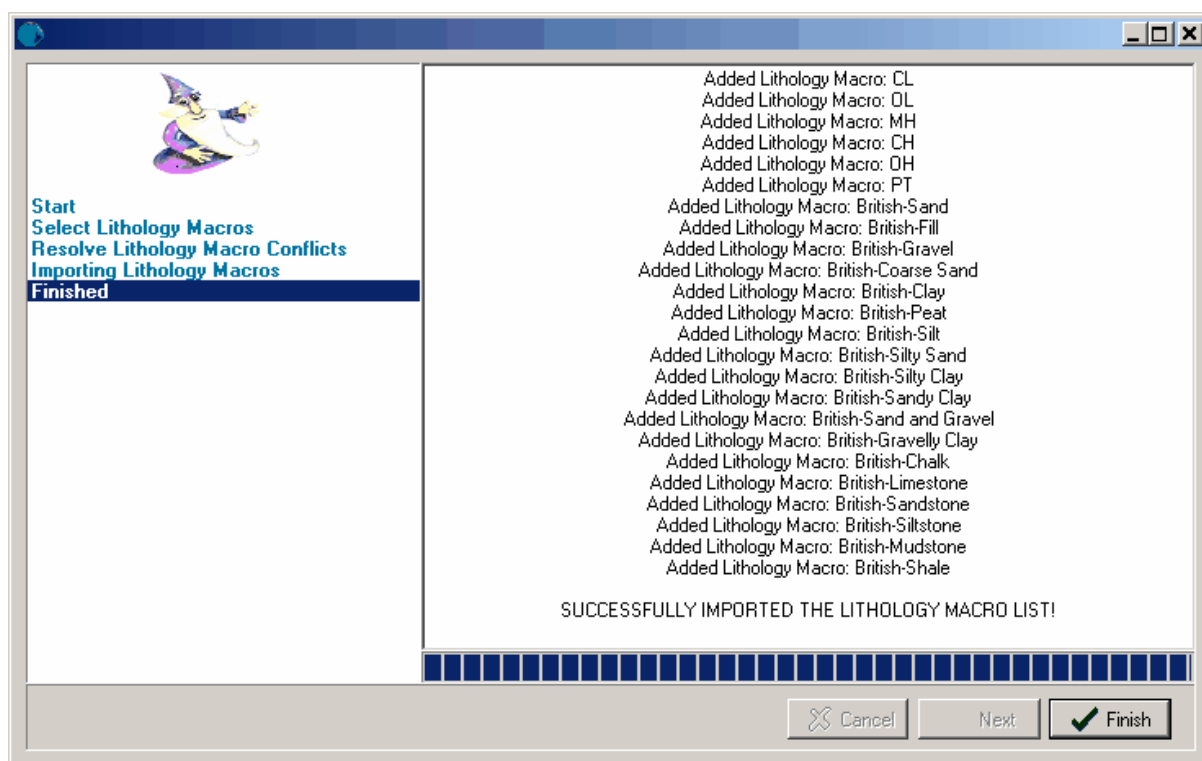 Start
Select Lithology Macros
Resolve Lithology Macro Conflicts
Importing Lithology Macros
Finished
Added Lithology Macro: CL
Added Lithology Macro: OL
Added Lithology Macro: MH
Added Lithology Macro: CH
Added Lithology Macro: OH
Added Lithology Macro: PT
Added Lithology Macro: British-Sand
Added Lithology Macro: British-Fill
Added Lithology Macro: British-Gravel
Added Lithology Macro: British-Coarse Sand
Added Lithology Macro: British-Clay
Added Lithology Macro: British-Peat
Added Lithology Macro: British-Silt
Added Lithology Macro: British-Silty Sand
Added Lithology Macro: British-Silty Clay
Added Lithology Macro: British-Sandy Clay
Added Lithology Macro: British-Sand and Gravel
Added Lithology Macro: British-Gravelly Clay
Added Lithology Macro: British-Chalk
Added Lithology Macro: British-Limestone
Added Lithology Macro: British-Sandstone
Added Lithology Macro: British-Siltstone
Added Lithology Macro: British-Mudstone
Added Lithology Macro: British-Shale
SUCCESSFULLY IMPORTED THE LITHOLOGY MACRO LIST!
Cancel
Next
Finish